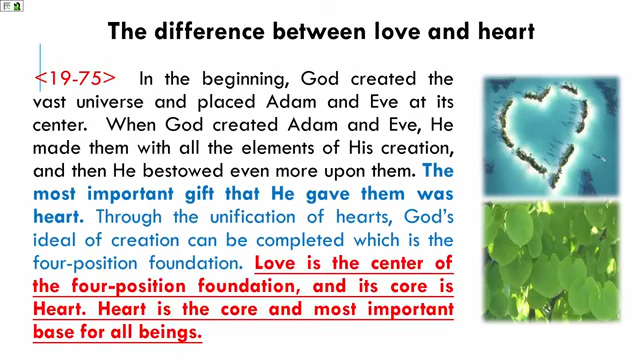 The difference between love and heart
<19-75> In the beginning, God created the
vast universe and placed Adam and Eve at its
center. When God created Adam and Eve, He
made them with all the elements of His creation,
and then He bestowed even more upon them. The
most important gift that He gave them was
heart. Through the unification of hearts, God's
ideal of creation can be completed which is the
four-position foundation. Love is the center of
the four-position foundation, and its core is
Heart. Heart is the core and most important
base for all beings.